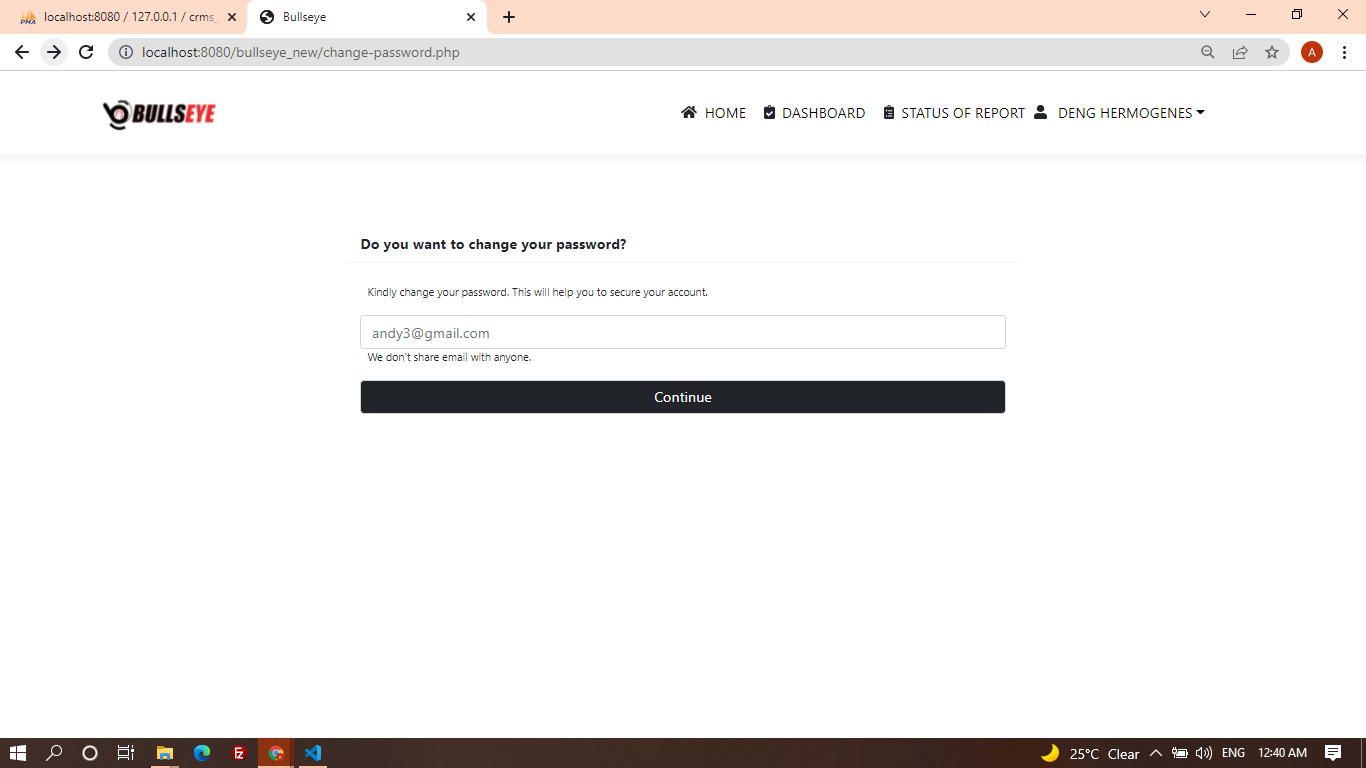 PMA localhost:8080 / 127.0.0.1 / crms_
Bullseye
localhost:8080/bullseye_new/change-password.php
A
BULLSEYE
HOME DASHBOARD STATUS OF REPORT DENG HERMOGENES
Do you want to change your password?
Kindly change your password. This will help you to secure your account.
andy3@gmail.com
We don't share email with anyone.
Continue
Fz
25°C Clear ENG 12:40 AM